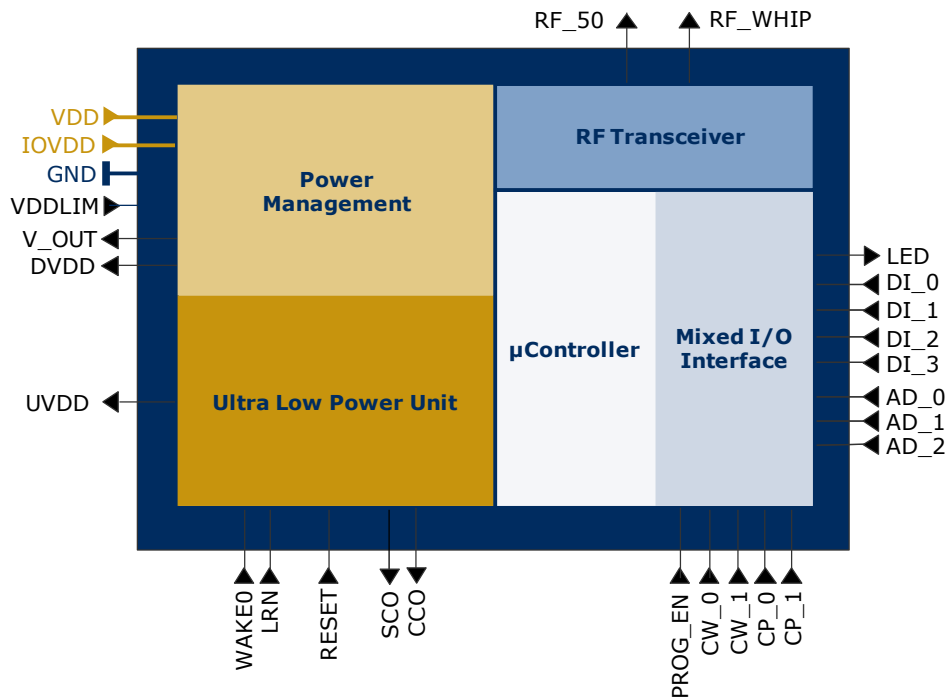 RF_50
RF_WHIP
VDD
IOVDD
GND
VDDLIM
V_OUT
DVDD
UVDD
Power
Management
RF Transceiver
Ultra Low Power Unit
µController
Mixed I/O
Interface
LED
DI_0
DI_1
DI_2
DI_3
AD_0
AD_1
AD_2
WAKE0
LRN
RESET
SCO
CCO
PROG_EN
CW_0
CW_1
CP_0
CP_1